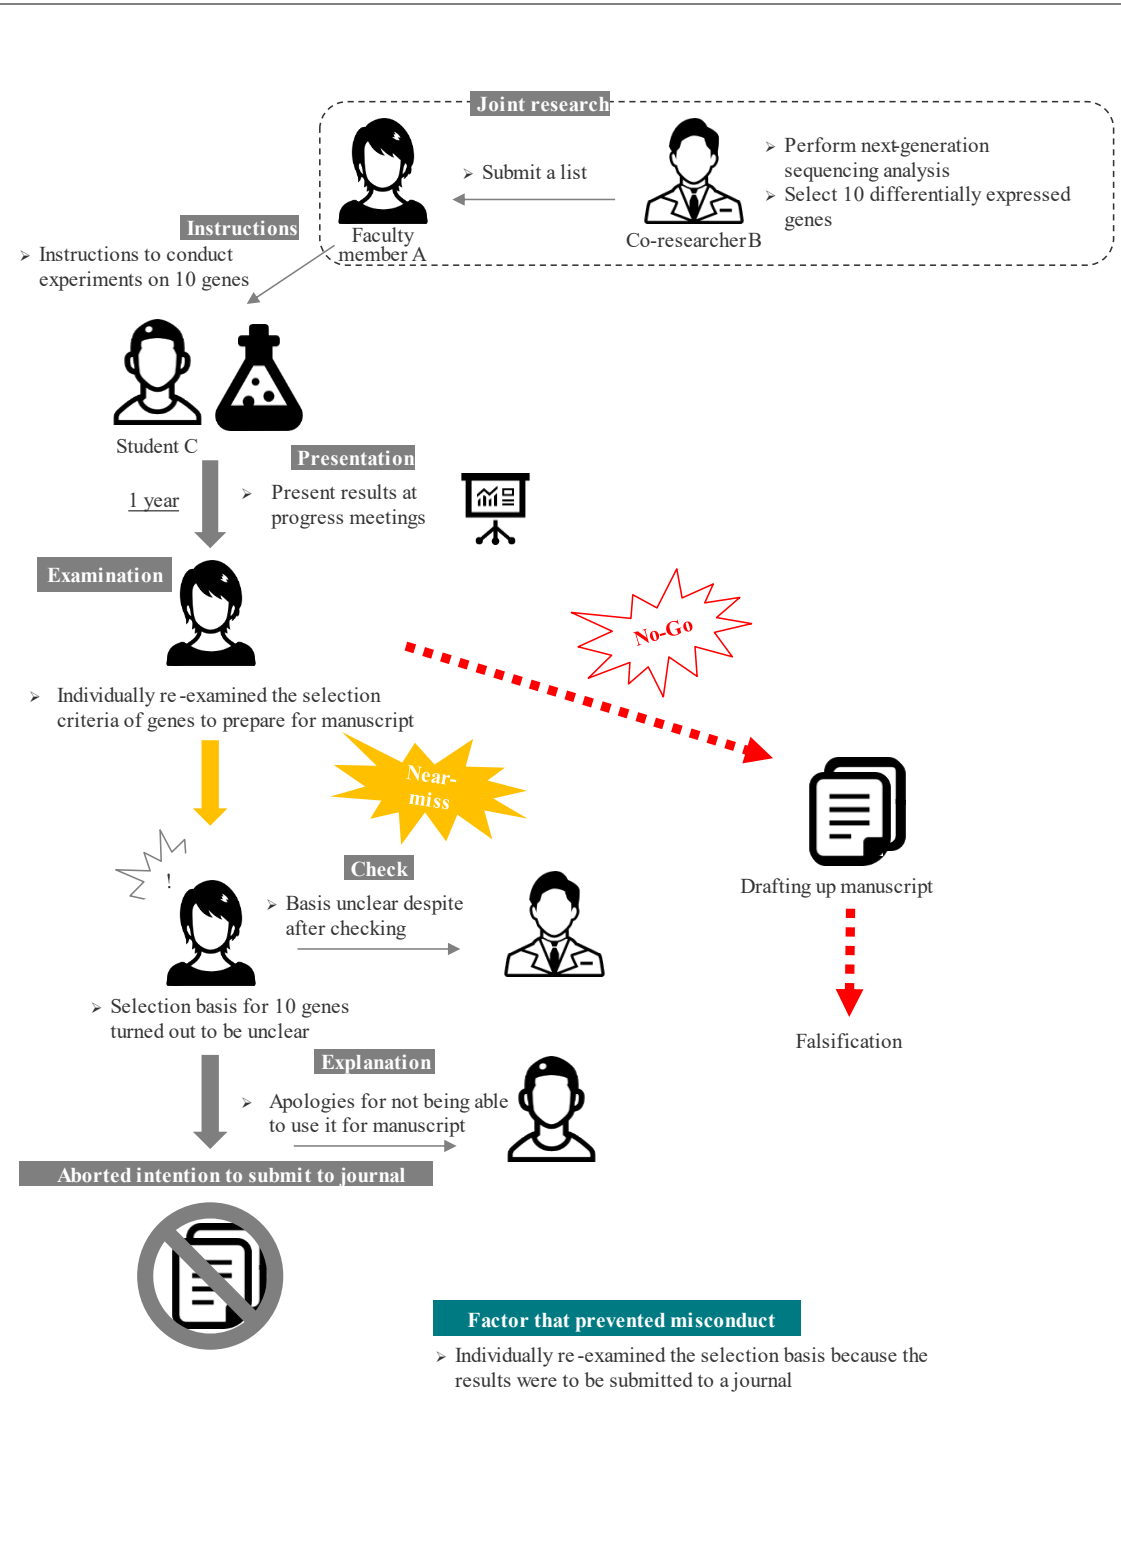 Joint research
➢ Perform next-generation
sequencing analysis
➢ Select 10 differentially expressed
genes
➢ Submit a list
Faculty
member A
Co-researcher B
Instructions
➢ Instructions to conduct
experiments on 10 genes
Student C
Presentation
1 year
➢ Present results at
progress meetings
Examination
No-Go
➢ Individually re-examined the selection
criteria of genes to prepare for manuscript
Near-
miss
!
Check
➢ Basis unclear despite
after checking
Drafting up manuscript
➢ Selection basis for 10 genes
turned out to be unclear
Falsification
Explanation
➢ Apologies for not being able
to use it for manuscript
Aborted intention to submit to journal
Factor that prevented misconduct
➢ Individually re-examined the selection basis because the
results were to be submitted to a journal